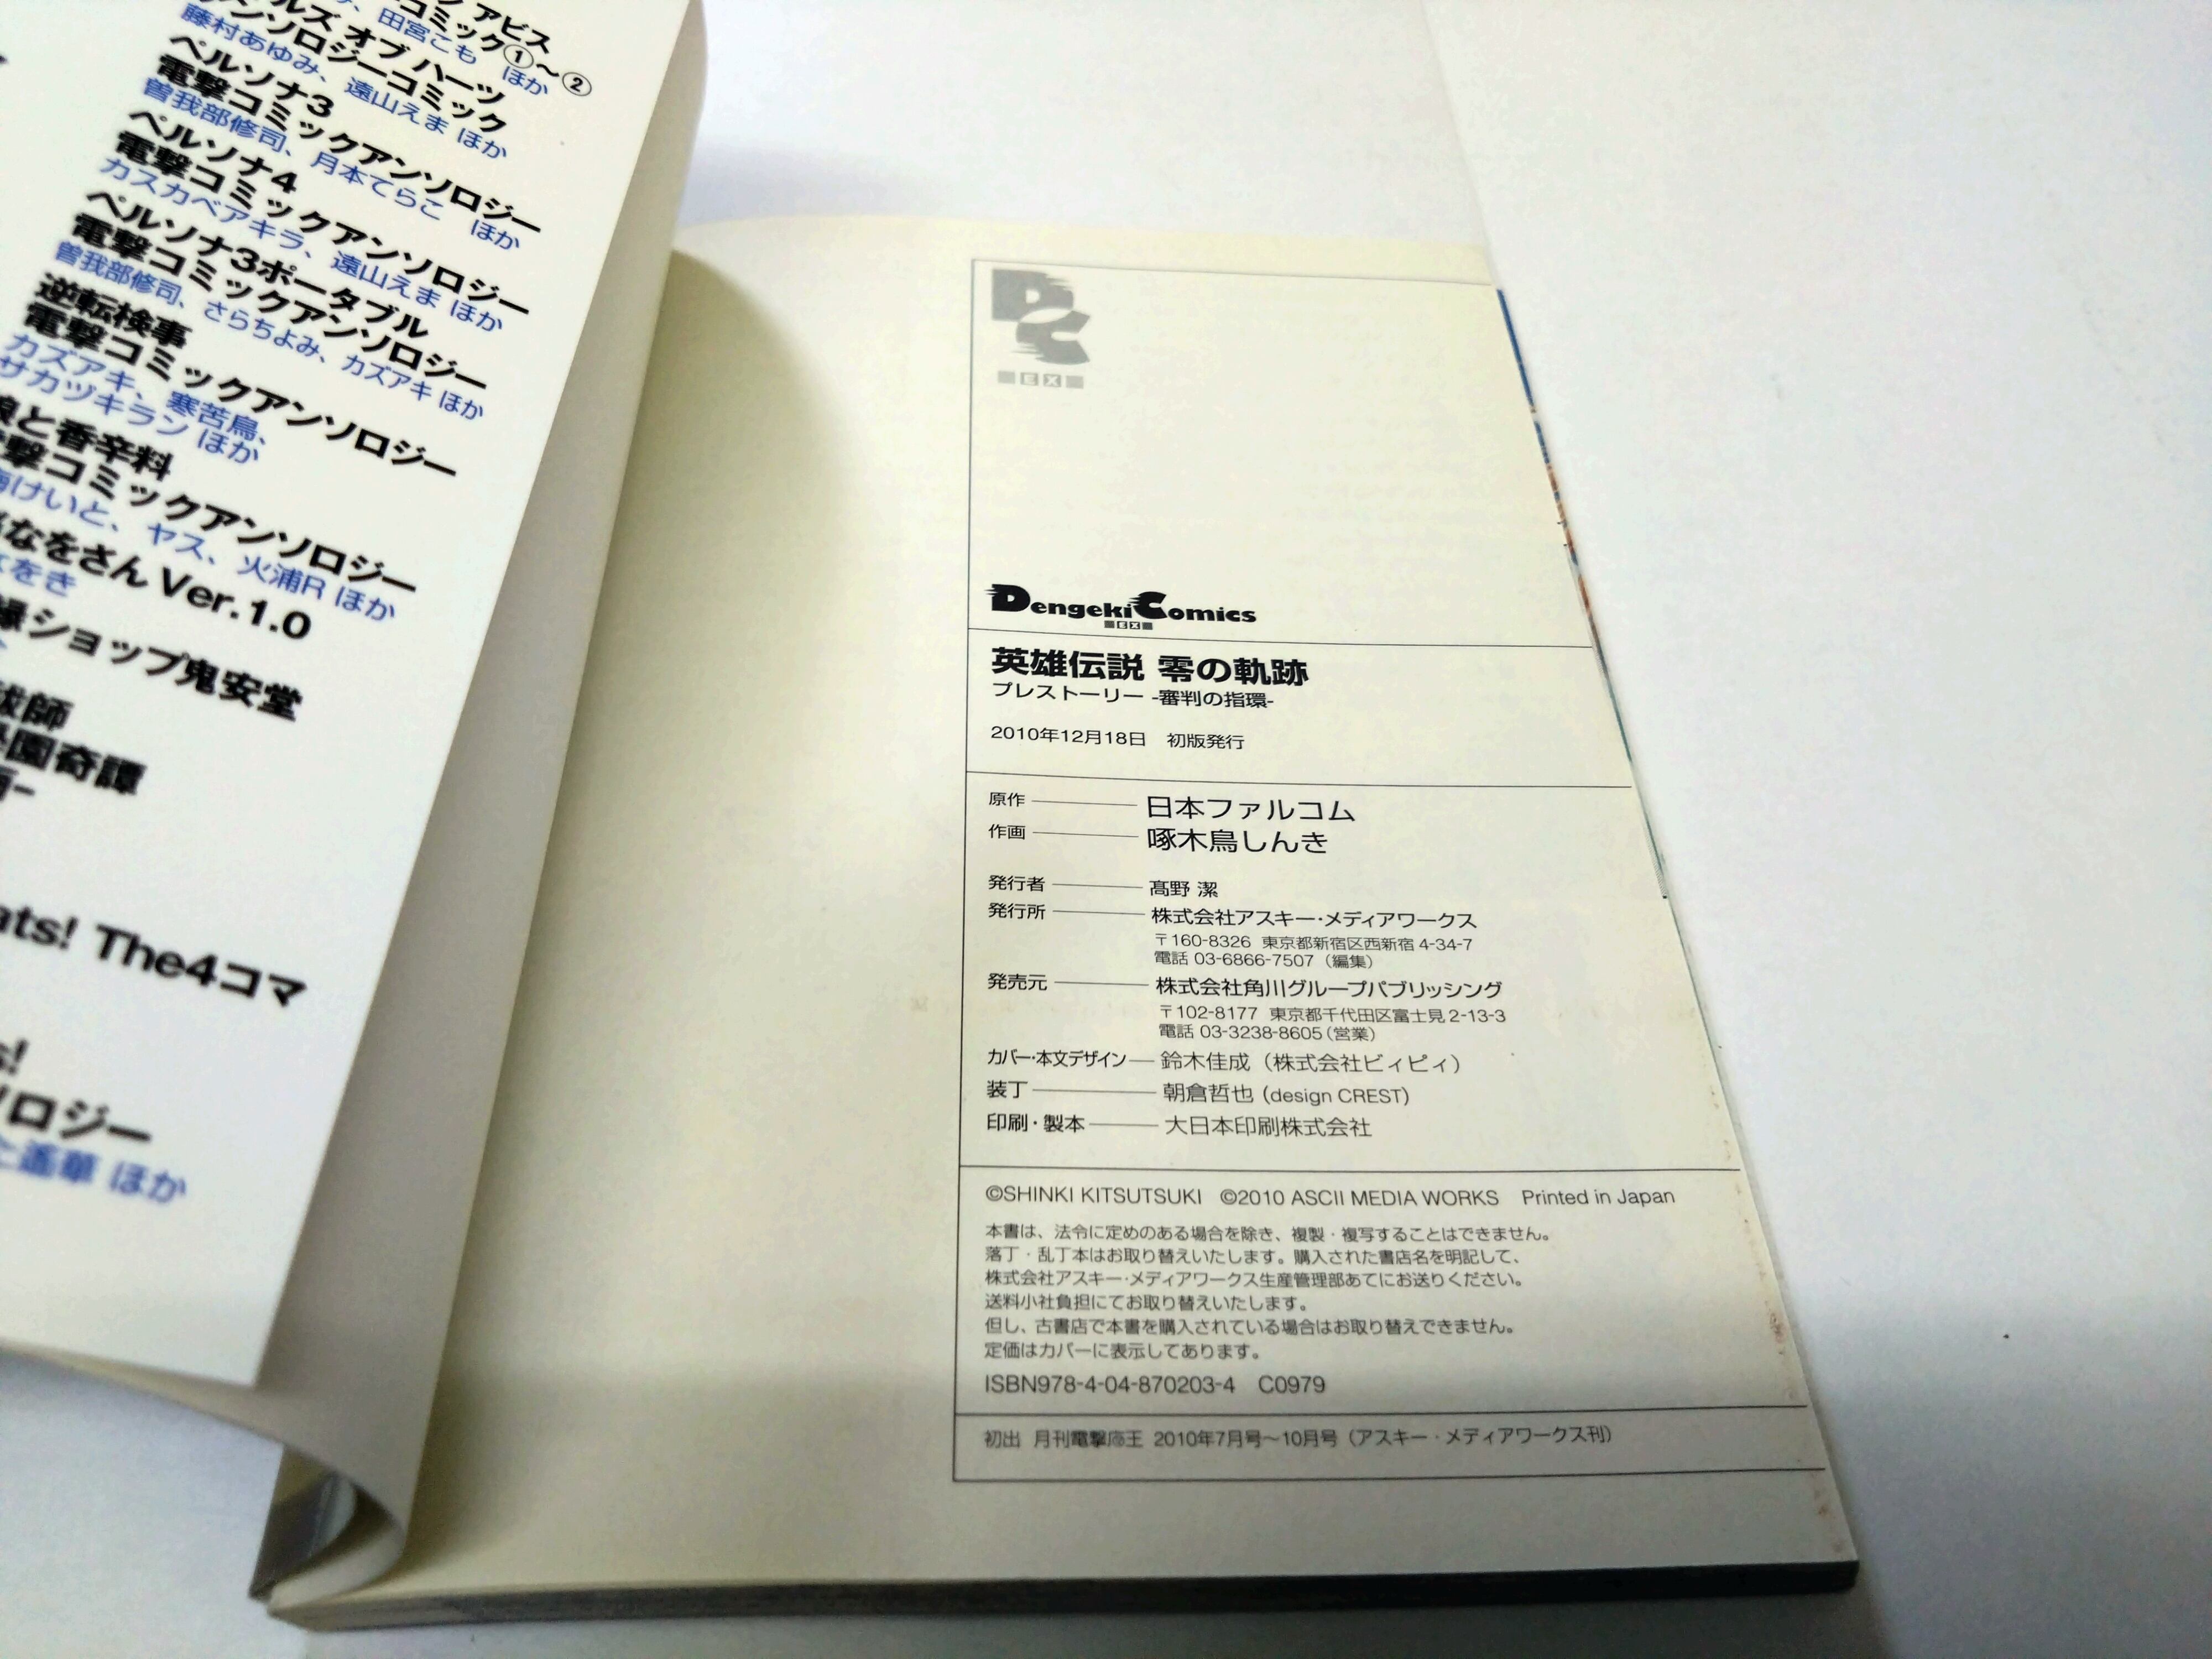 アビス
コミック①～②
田宮こも ほか
ルズ オブ ハーツ
アンソロジーコミック
藤村あゆみ、遠山えま ほか
ペルソナ3
電撃コミックアンソロジー
曽我部修司、月本てらこ ほか
ペルソナ4
電撃コミックアンソロジー
カスカベアキラ、遠山えま ほか
ペルソナ3ポータブル
電撃コミックアンソロジー
曽我部修司、さらちよみ、カズアキ ほか
逆転検事
電撃コミックアンソロジー
カズアキ、寒苦鳥、
サカヅキラン ほか
狼と香辛料
電撃コミックアンソロジー
けいと、ヤス、火浦R ほか
なをさん Ver.1.0
をき
ショップ鬼安堂
師
園奇譚
ats! The4コマ
s!
ソロジー
遙華 ほか
DC
EX
Dengeki Comics
EX
英雄伝説 零の軌跡
プレストーリー -審判の指環-
2010年12月18日 初版発行
原作 日本ファルコム
作画 啄木鳥しんき
発行者 髙野 潔
発行所 株式会社アスキー・メディアワークス
〒160-8326 東京都新宿区西新宿 4-34-7
電話 03-6866-7507（編集）
発売元 株式会社角川グループパブリッシング
〒102-8177 東京都千代田区富士見 2-13-3
電話 03-3238-8605（営業）
カバー・本文デザイン 鈴木佳成（株式会社ビィピィ）
装丁 朝倉哲也 (design CREST)
印刷・製本 大日本印刷株式会社
©SHINKI KITSUTSUKI ©2010 ASCII MEDIA WORKS Printed in Japan
本書は、法令に定めのある場合を除き、複製・複写することはできません。
落丁・乱丁本はお取り替えいたします。購入された書店名を明記して、
株式会社アスキー・メディアワークス生産管理部あてにお送りください。
送料小社負担にてお取り替えいたします。
但し、古書店で本書を購入されている場合はお取り替えできません。
定価はカバーに表示してあります。
ISBN978-4-04-870203-4 C0979
初出 月刊電撃王 2010年7月号～10月号（アスキー・メディアワークス刊）